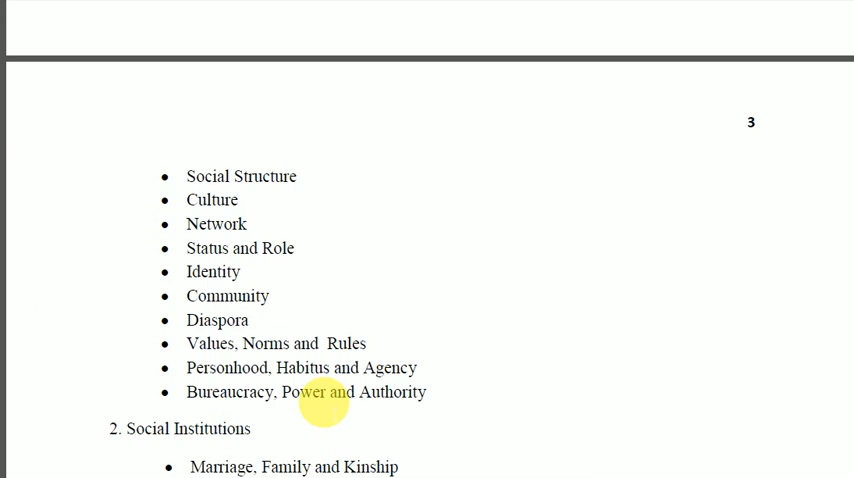 3
• Social Structure
• Culture
• Network
• Status and Role
• Identity
• Community
• Diaspora
• Values, Norms and Rules
• Personhood, Habitus and Agency
• Bureaucracy, Power and Authority
2. Social Institutions
• Marriage, Family and Kinship